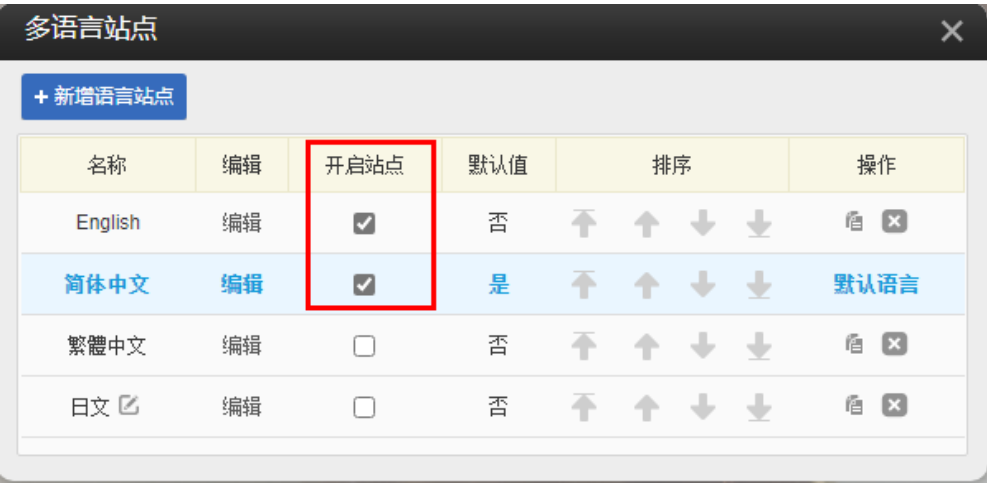 多语言站点
+ 新增语言站点
名称 编辑 开启站点 默认值 排序 操作
English 编辑 否
简体中文 编辑 是 默认语言
繁體中文 编辑 否
日文 编辑 否